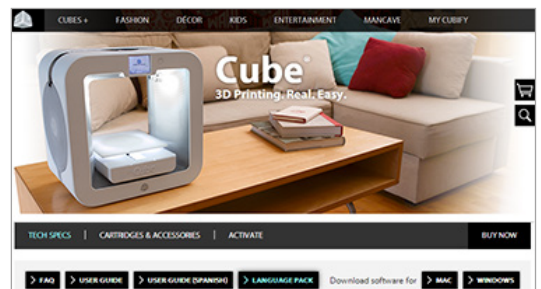 CUBES + FASHION DÉCOR KIDS ENTERTAINMENT MANCAVE MY CUBIFY
Cube®
3D Printing. Real. Easy.
TECH SPECS | CARTRIDGES & ACCESSORIES | ACTIVATE BUY NOW
> FAQ > USER GUIDE > USER GUIDE (SPANISH) > LANGUAGE PACK Download software for > MAC > WINDOWS